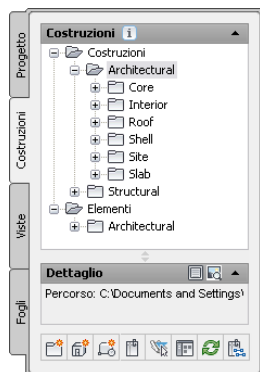 Progetto
Costruzioni
Viste
Fogli
Costruzioni
Costruzioni
Architectural
Core
Interior
Roof
Shell
Site
Slab
Structural
Elementi
Architectural
Dettaglio
Percorso: C:\Documents and Settings\